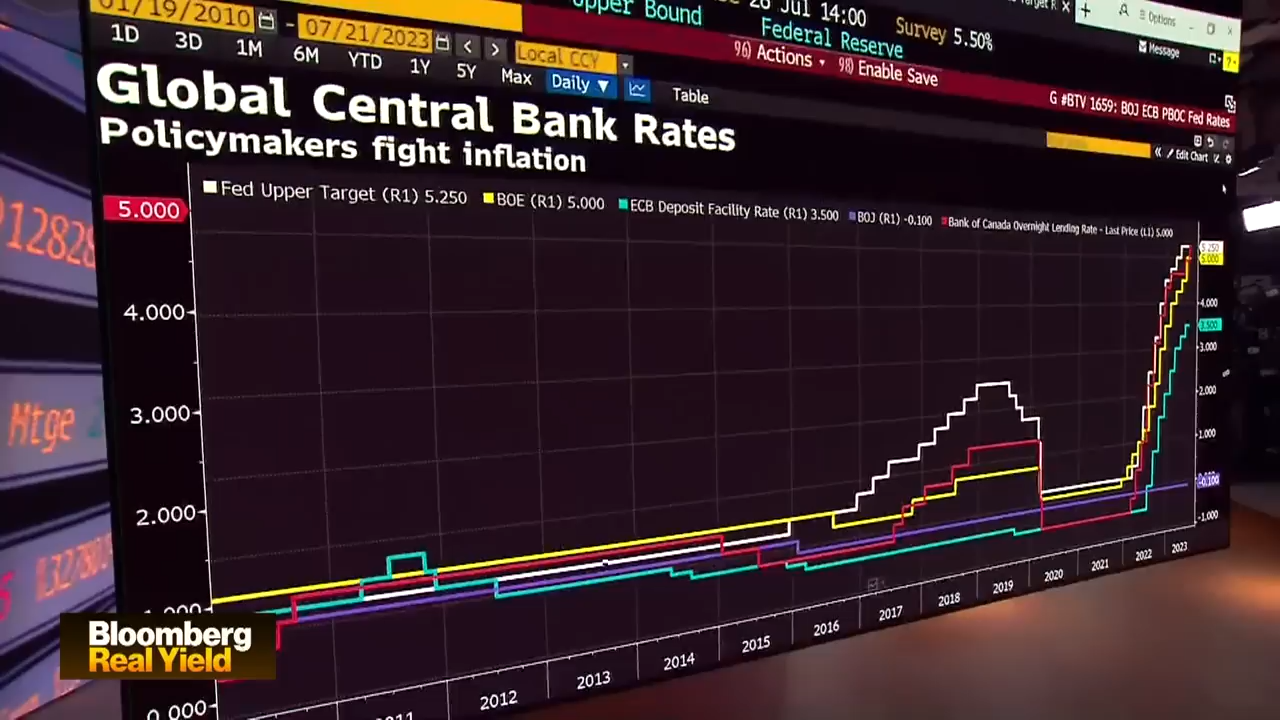 01/19/2010 - 07/21/2023
1D 3D 1M 6M YTD 1Y 5Y Max
Local CCY
Daily ▼
Table
Upper Bound
Jul 14:00
Federal Reserve
Survey 5.50%
96) Actions
98) Enable Save
Options
Message
G #BTV 1659: BOJ ECB PBOC Fed Rates
Edit Chart
Global Central Bank Rates
Policymakers fight inflation
Fed Upper Target (R1) 5.250
BOE (R1) 5.000
ECB Deposit Facility Rate (R1) 3.500
BOJ (R1) -0.100
Bank of Canada Overnight Lending Rate - Last Price (L1) 5.000
5.000
4.000
3.000
2.000
1.000
0.000
5.250
5.000
4.000
3.500
3.000
2.000
1.000
-0.100
-1.000
2012
2013
2014
2015
2016
2017
2018
2019
2020
2021
2022
2023
Mtge
Bloomberg
Real Yield